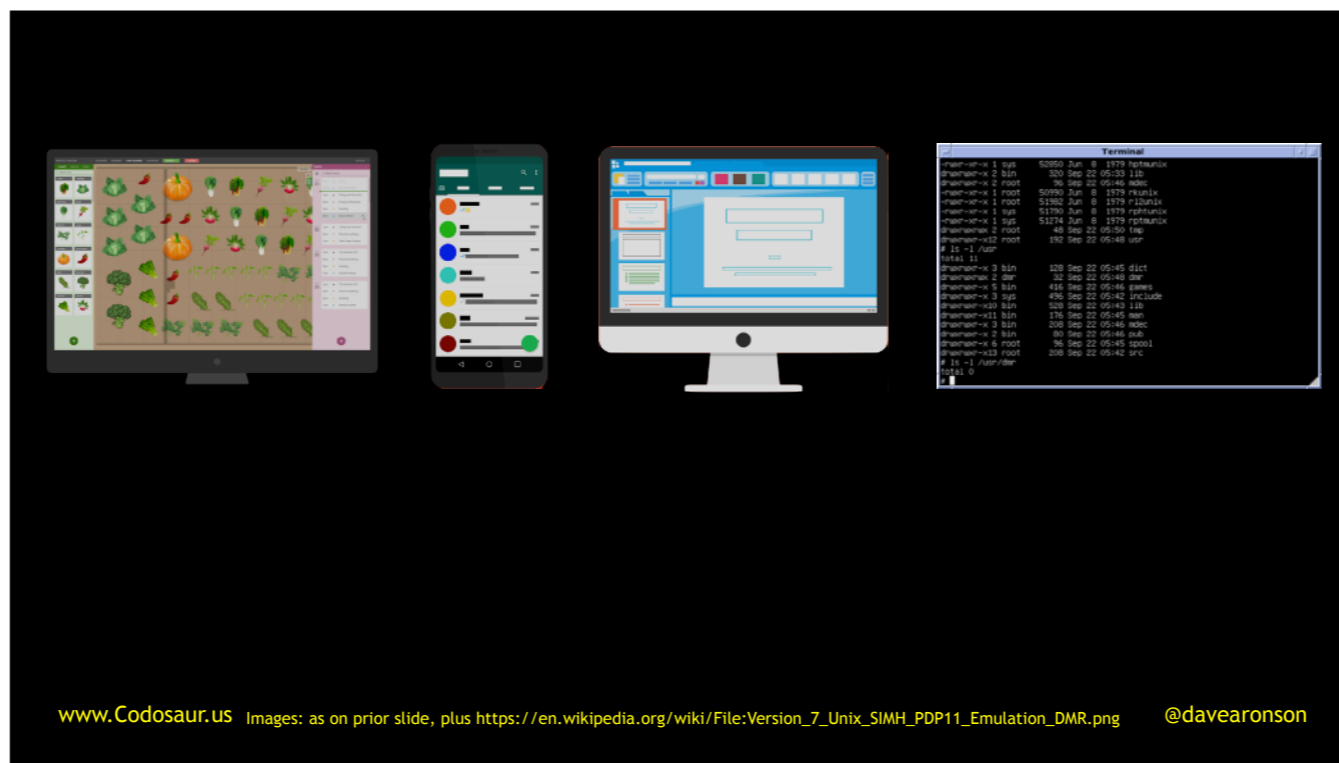 Terminal
-rwxr-xr-x 1 sys 52850 Jun 8 1979 hptmunix
drwxrwxr-x 2 bin 320 Sep 22 05:33 lib
drwxrwxr-x 2 root 96 Sep 22 05:46 mdec
-rwxr-xr-x 1 root 50990 Jun 8 1979 rkunix
-rwxr-xr-x 1 root 51982 Jun 8 1979 rl2unix
-rwxr-xr-x 1 sys 51790 Jun 8 1979 rphtunix
-rwxr-xr-x 1 sys 51274 Jun 8 1979 rptmunix
drwxrwxrwx 2 root 48 Sep 22 05:50 tmp
drwxrwxr-x12 root 192 Sep 22 05:48 usr
# ls -l /usr
total 11
drwxrwxr-x 3 bin 128 Sep 22 05:45 dict
drwxrwxrwx 2 dmr 32 Sep 22 05:48 dmr
drwxrwxr-x 5 bin 416 Sep 22 05:46 games
drwxrwxr-x 3 sys 496 Sep 22 05:42 include
drwxrwxr-x10 bin 528 Sep 22 05:43 lib
drwxrwxr-x11 bin 176 Sep 22 05:45 man
drwxrwxr-x 3 bin 208 Sep 22 05:46 mdec
drwxrwxr-x 2 bin 80 Sep 22 05:46 pub
drwxrwxr-x 6 root 96 Sep 22 05:45 spool
drwxrwxr-x13 root 208 Sep 22 05:42 src
# ls -l /usr/dmr
total 0
#
www.Codosaur.us
Images: as on prior slide, plus https://en.wikipedia.org/wiki/File:Version_7_Unix_SIMH_PDP11_Emulation_DMR.png
@davearonson